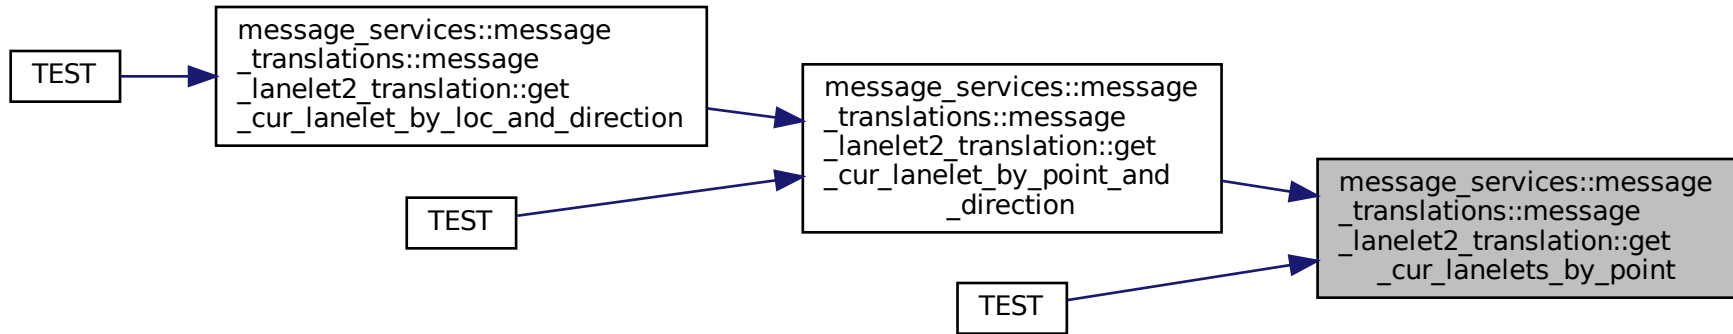 TEST
message_services::message
_translations::message
_lanelet2_translation::get
_cur_lanelet_by_loc_and_direction
TEST
message_services::message
_translations::message
_lanelet2_translation::get
_cur_lanelet_by_point_and
_direction
TEST
message_services::message
_translations::message
_lanelet2_translation::get
_cur_lanelets_by_point